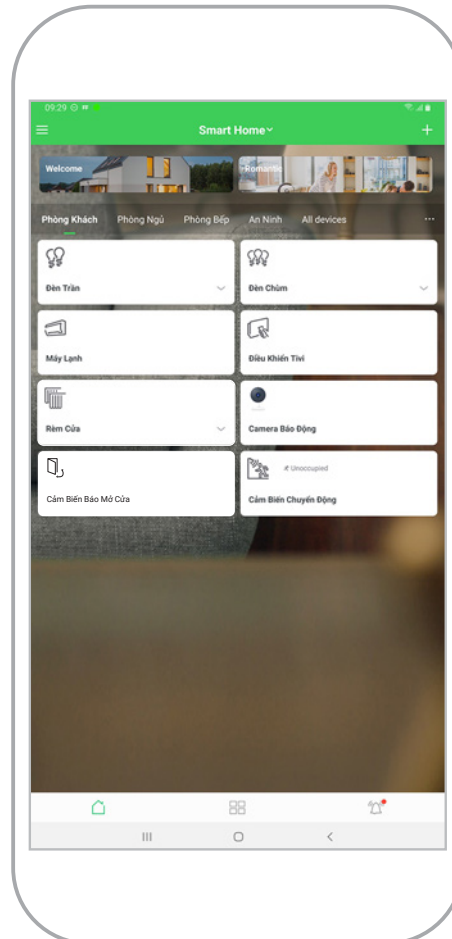 09:29
Smart Home
Welcome
Romantic
Phòng Khách Phòng Ngủ Phòng Bếp An Ninh All devices
Đèn Trần
Đèn Chùm
Máy Lạnh
Điều Khiển Tivi
Rèm Cửa
Camera Báo Động
Cảm Biến Báo Mở Cửa
Unoccupied
Cảm Biến Chuyển Động